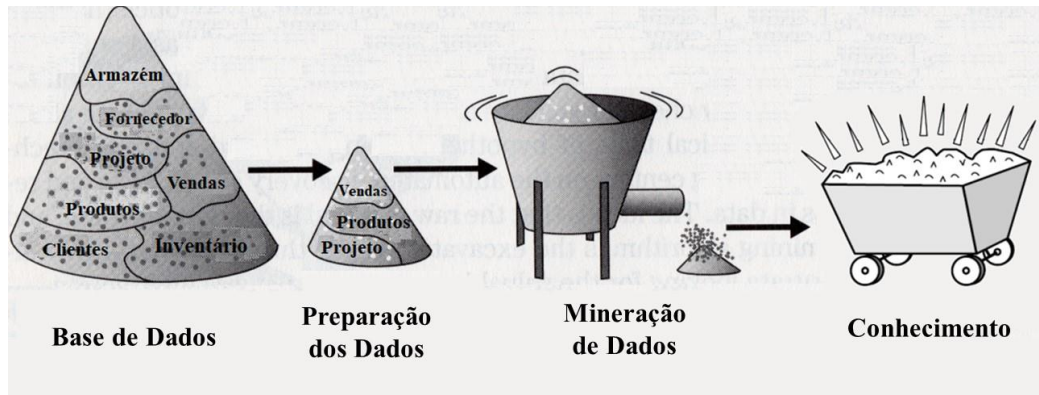 Armazém
Fornecedor
Projeto
Vendas
Produtos
Clientes
Inventário
Vendas
Produtos
Projeto
Base de Dados
Preparação
dos Dados
Mineração
de Dados
Conhecimento